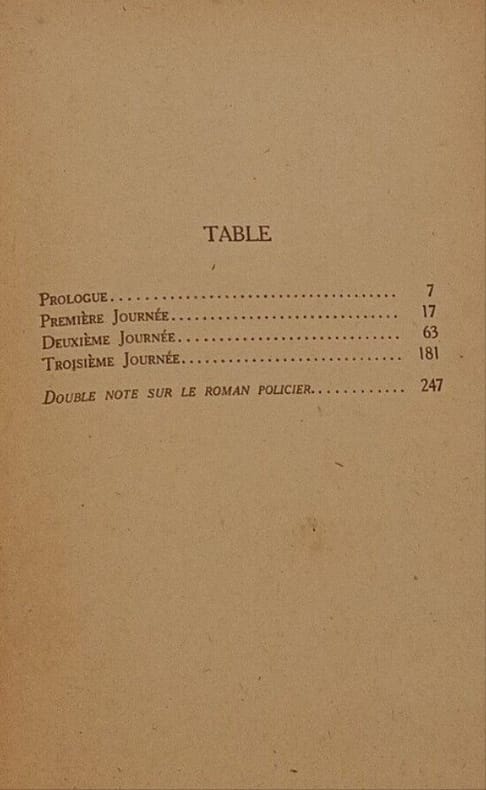 TABLE
PROLOGUE.................................. 7
PREMIÈRE JOURNÉE........................... 17
DEUXIÈME JOURNÉE........................... 63
TROISIÈME JOURNÉE.......................... 181
DOUBLE NOTE SUR LE ROMAN POLICIER............ 247